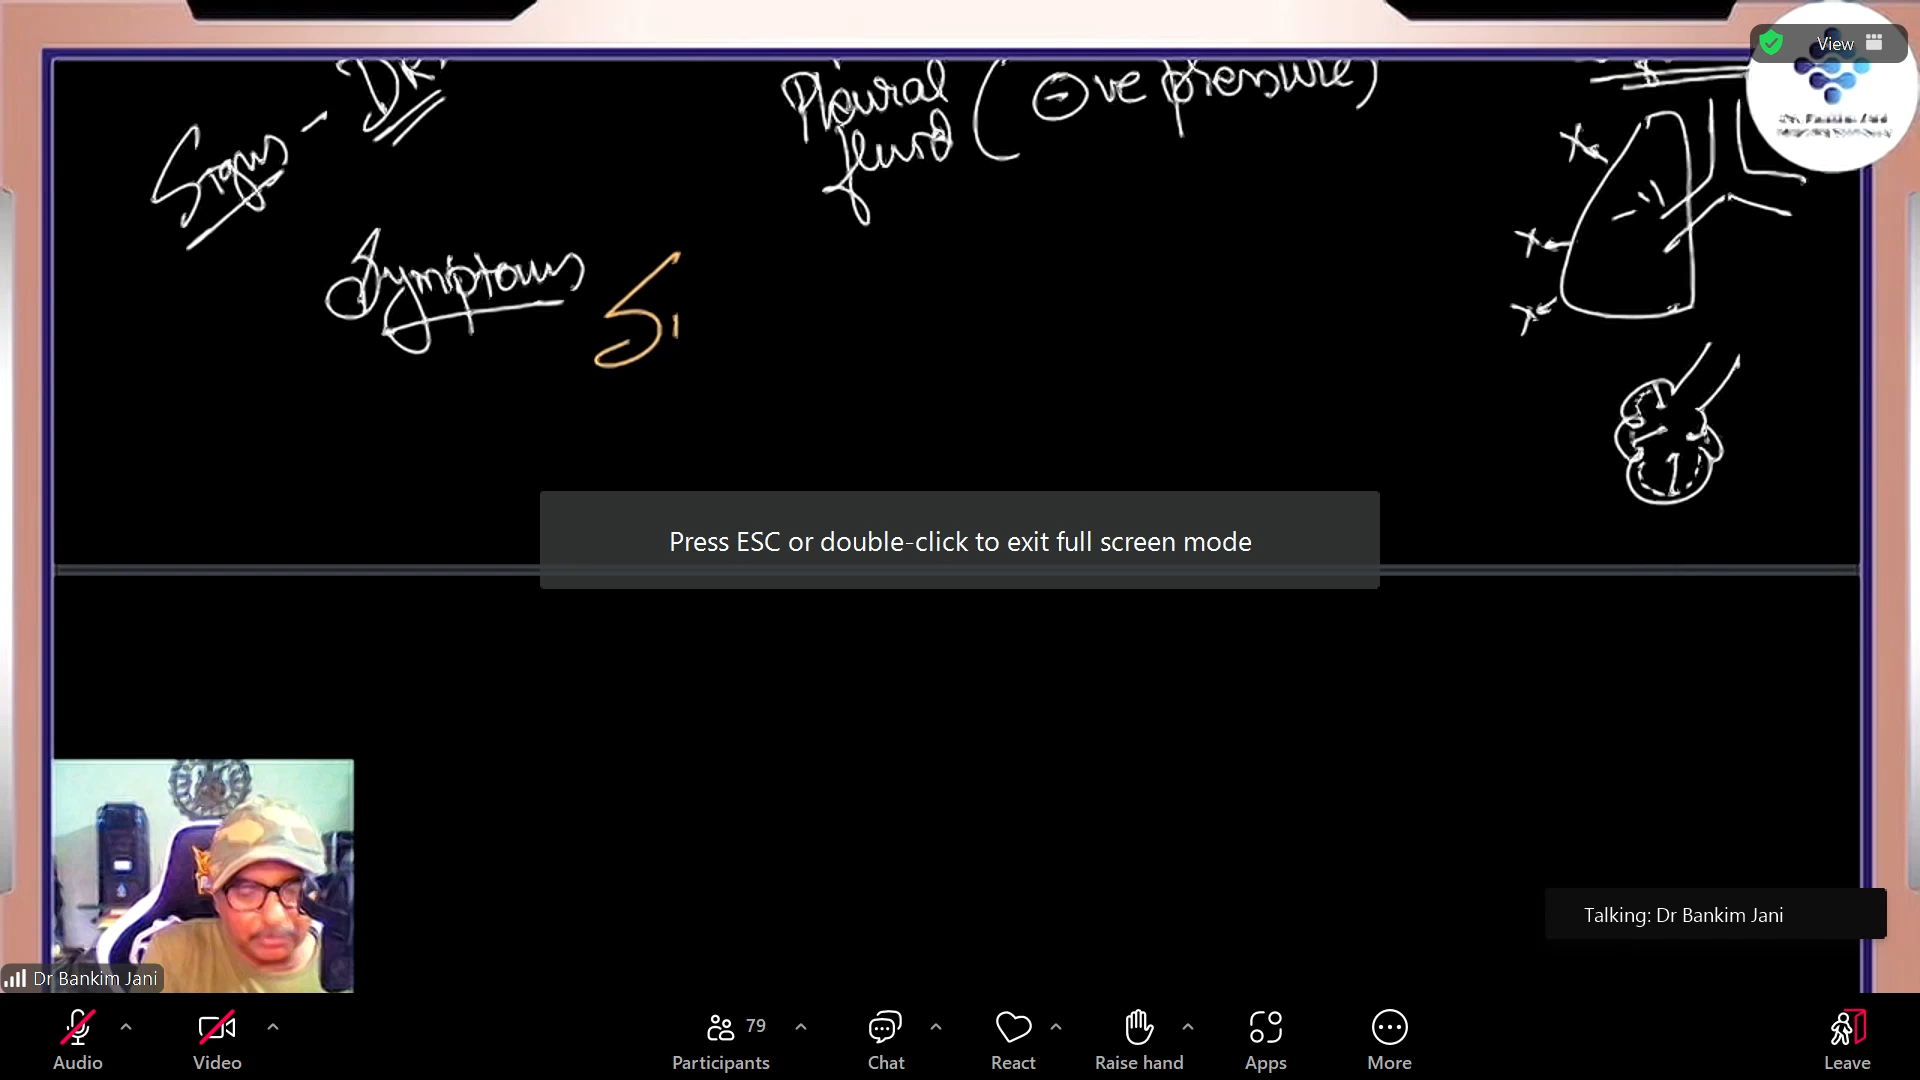 View
Signs - DR.
Pleural ( ⊖ve pressure)
fluid
Symptoms
Press ESC or double-click to exit full screen mode
Talking: Dr Bankim Jani
Dr Bankim Jani
Audio
Video
79
Participants
Chat
React
Raise hand
Apps
More
Leave